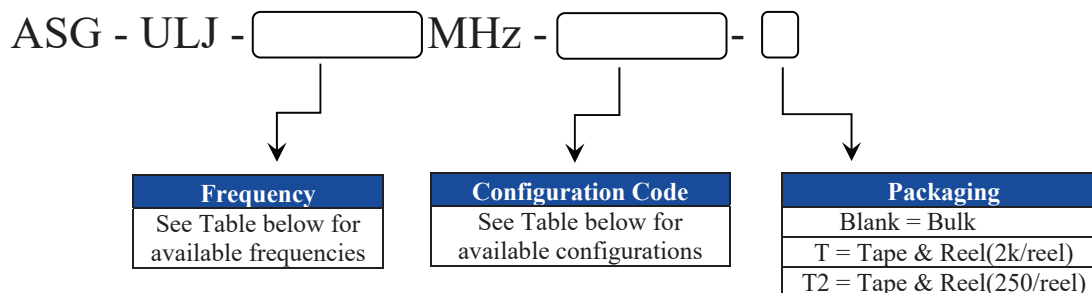 ASG - ULJ - MHz - -
Frequency
See Table below for
available frequencies
Configuration Code
See Table below for
available configurations
Packaging
Blank = Bulk
T = Tape & Reel(2k/reel)
T2 = Tape & Reel(250/reel)